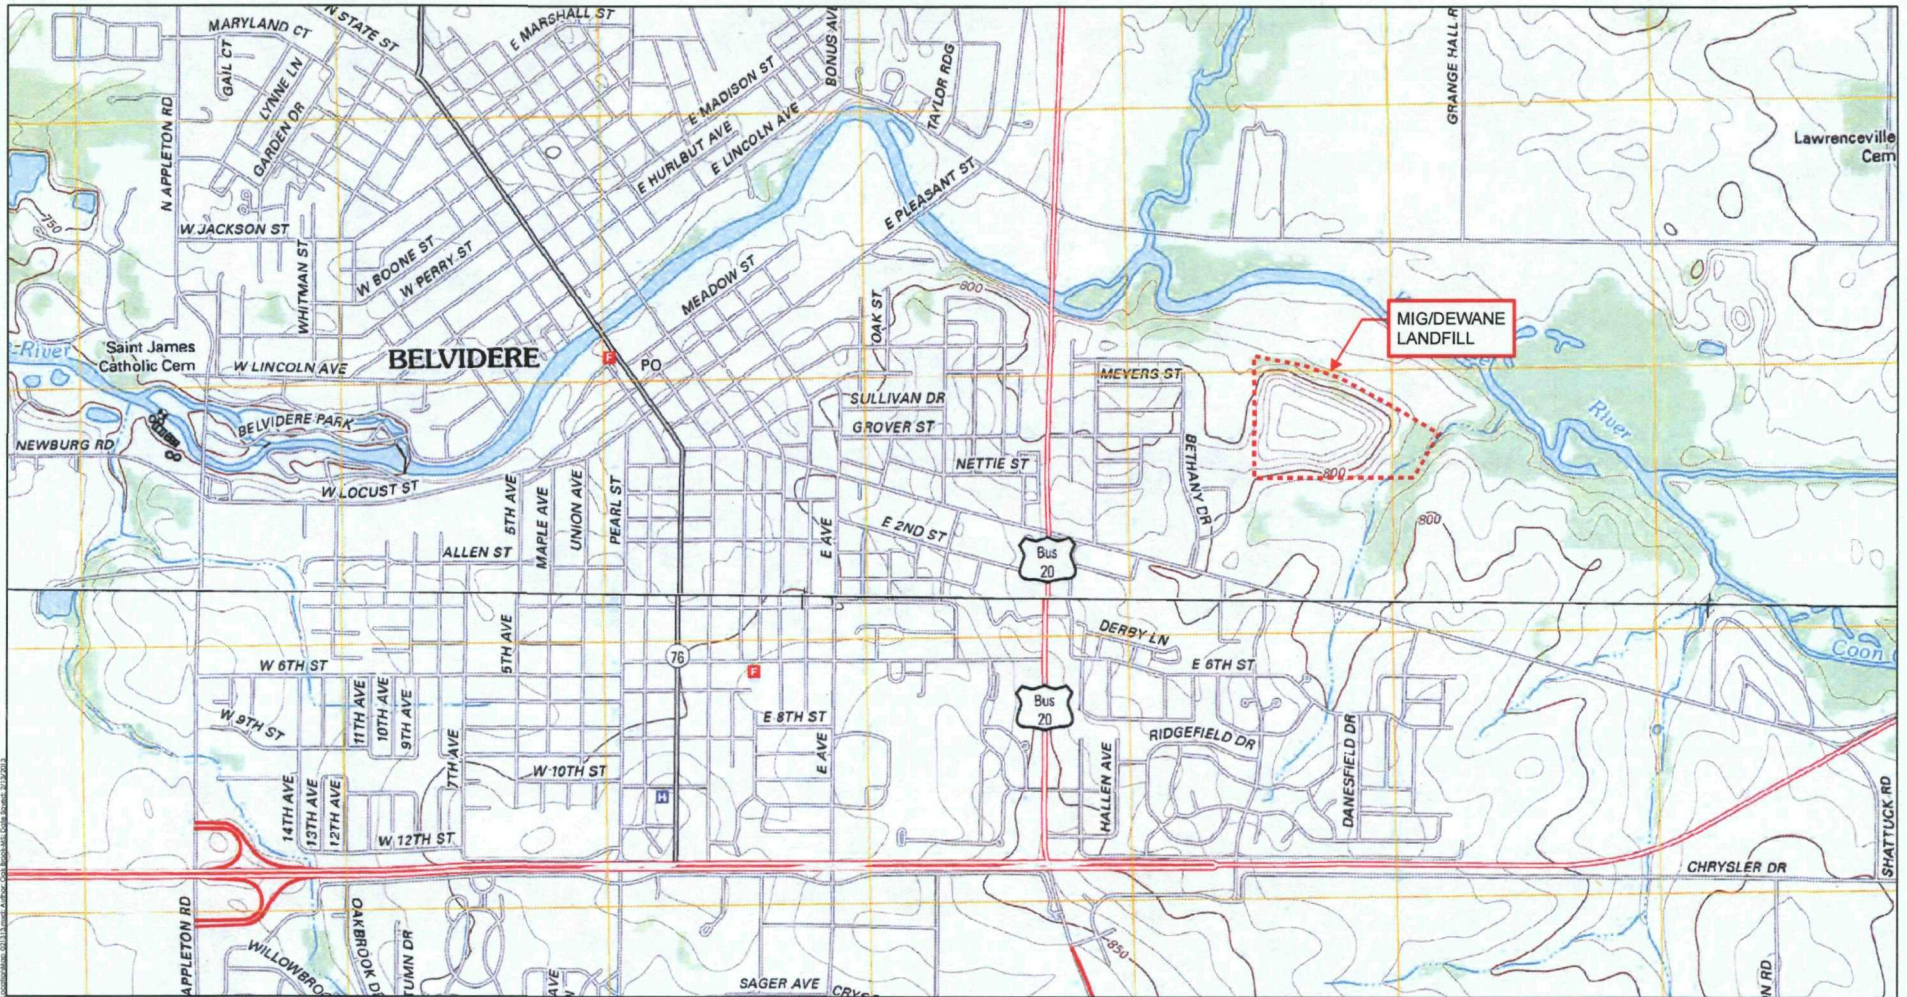 MARYLAND CT
N STATE ST
E MARSHALL ST
BONUS AVE
GAIL CT
LYNNE LN
GARDEN DR
N APPLETON RD
E MADISON ST
E HURLBUT AVE
E LINCOLN AVE
TAYLOR RDG
GRANGE HALL R
Lawrenceville
Cem
750
W JACKSON ST
WHITMAN ST
W BOONE ST
W PERRY ST
E PLEASANT ST
MEADOW ST
800
OAK ST
MIG/DEWANE
LANDFILL
River
Saint James
Catholic Cem
W LINCOLN AVE
BELVIDERE
F
PO
MEYERS ST
SULLIVAN DR
GROVER ST
BELVIDERE PARK
NEWBURG RD
NETTIE ST
BETHANY DR
River
800
W LOCUST ST
5TH AVE
MAPLE AVE
UNION AVE
PEARL ST
E AVE
E 2ND ST
800
ALLEN ST
Bus
20
5TH AVE
DERBY LN
W 6TH ST
76
F
E 6TH ST
Coon
11TH AVE
10TH AVE
9TH AVE
W 9TH ST
7TH AVE
E 8TH ST
E AVE
Bus
20
RIDGEFIELD DR
DANESFIELD DR
HALLEN AVE
W 10TH ST
14TH AVE
13TH AVE
12TH AVE
H
W 12TH ST
CHRYSLER DR
SHATTUCK RD
APPLETON RD
OAKBROOK D
TUMN DR
WILLOWBROO
AVE
850
SAGER AVE
N RD